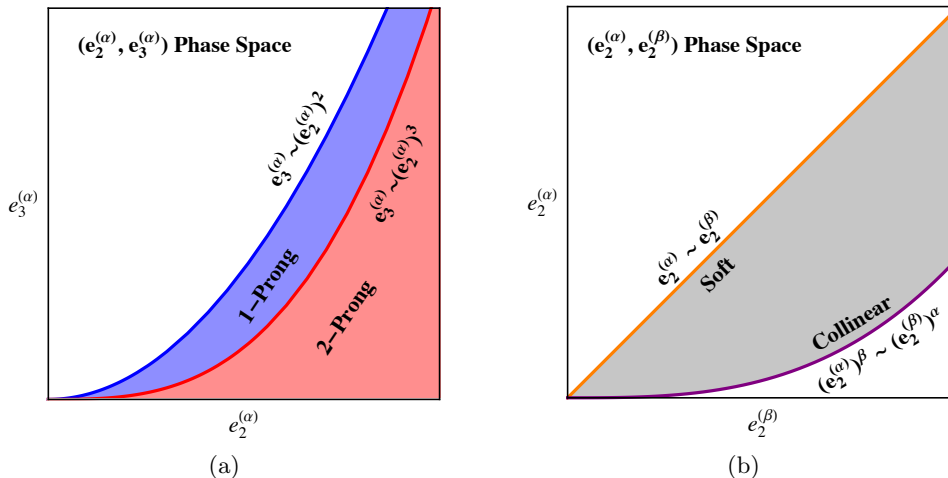 (e₂^(α), e₃^(α)) Phase Space
e₃^(α) ~ (e₂^(α))²
e₃^(α) ~ (e₂^(α))³
1−Prong
2−Prong
e₃^(α)
e₂^(α)
(a)
(e₂^(α), e₂^(β)) Phase Space
e₂^(α) ~ e₂^(β)
Soft
Collinear
(e₂^(α))^β ~ (e₂^(β))^α
e₂^(α)
e₂^(β)
(b)